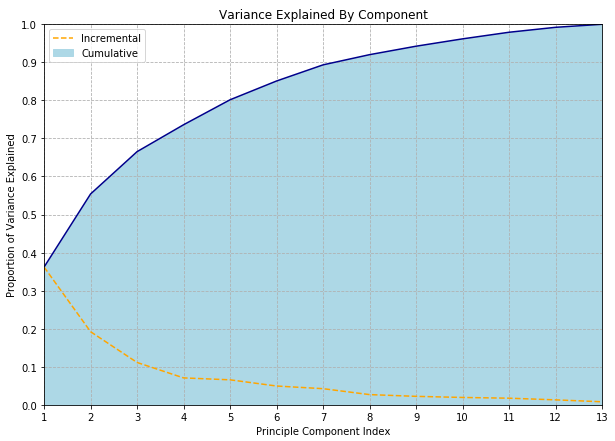 Variance Explained By Component
Incremental
Cumulative
Proportion of Variance Explained
1.0
0.9
0.8
0.7
0.6
0.5
0.4
0.3
0.2
0.1
0.0
1 2 3 4 5 6 7 8 9 10 11 12 13
Principle Component Index